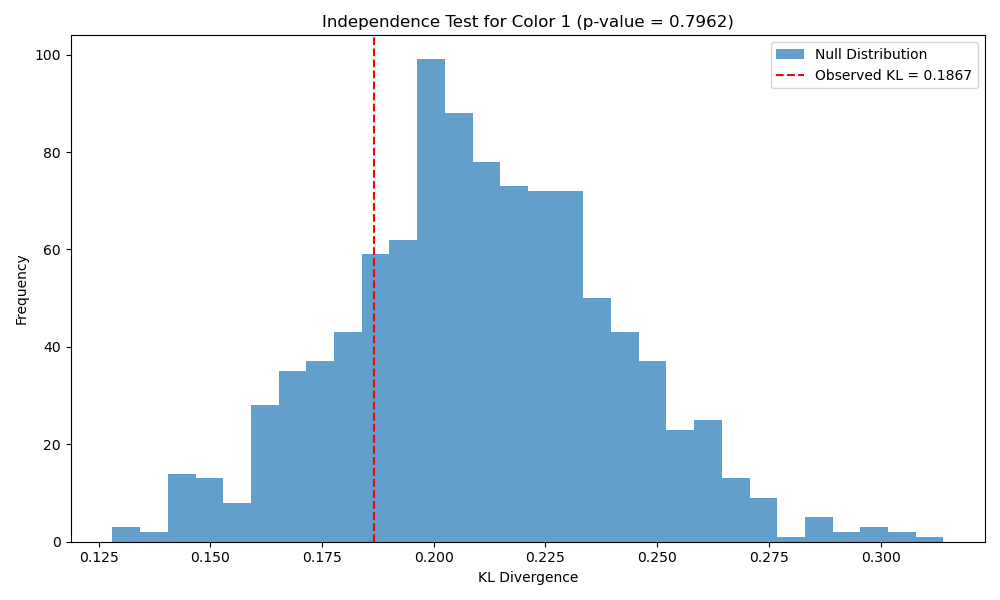 Independence Test for Color 1 (p-value = 0.7962)
Null Distribution
Observed KL = 0.1867
100
80
60
40
20
0
Frequency
0.125 0.150 0.175 0.200 0.225 0.250 0.275 0.300
KL Divergence